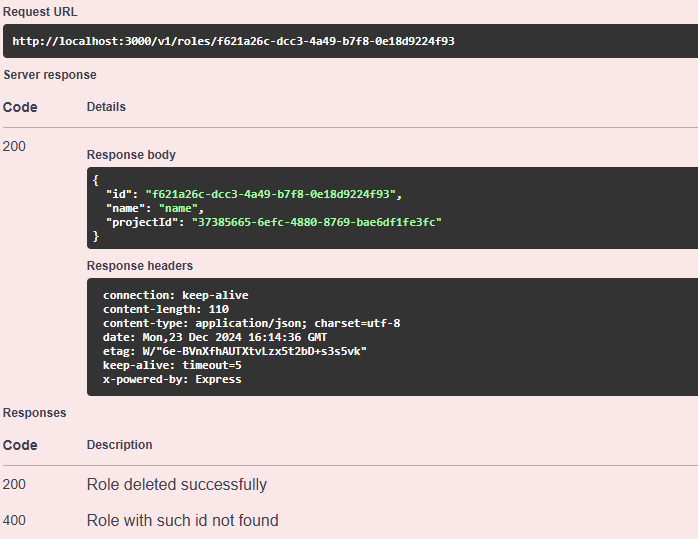 Request URL
http://localhost:3000/v1/roles/f621a26c-dcc3-4a49-b7f8-0e18d9224f93
Server response
Code Details
200
Response body
{
  "id": "f621a26c-dcc3-4a49-b7f8-0e18d9224f93",
  "name": "name",
  "projectId": "37385665-6efc-4880-8769-bae6df1fe3fc"
}
Response headers
connection: keep-alive
content-length: 110
content-type: application/json; charset=utf-8
date: Mon,23 Dec 2024 16:14:36 GMT
etag: W/"6e-BVnXfhAUTXtvLzx5t2bD+s3s5vk"
keep-alive: timeout=5
x-powered-by: Express
Responses
Code Description
200 Role deleted successfully
400 Role with such id not found